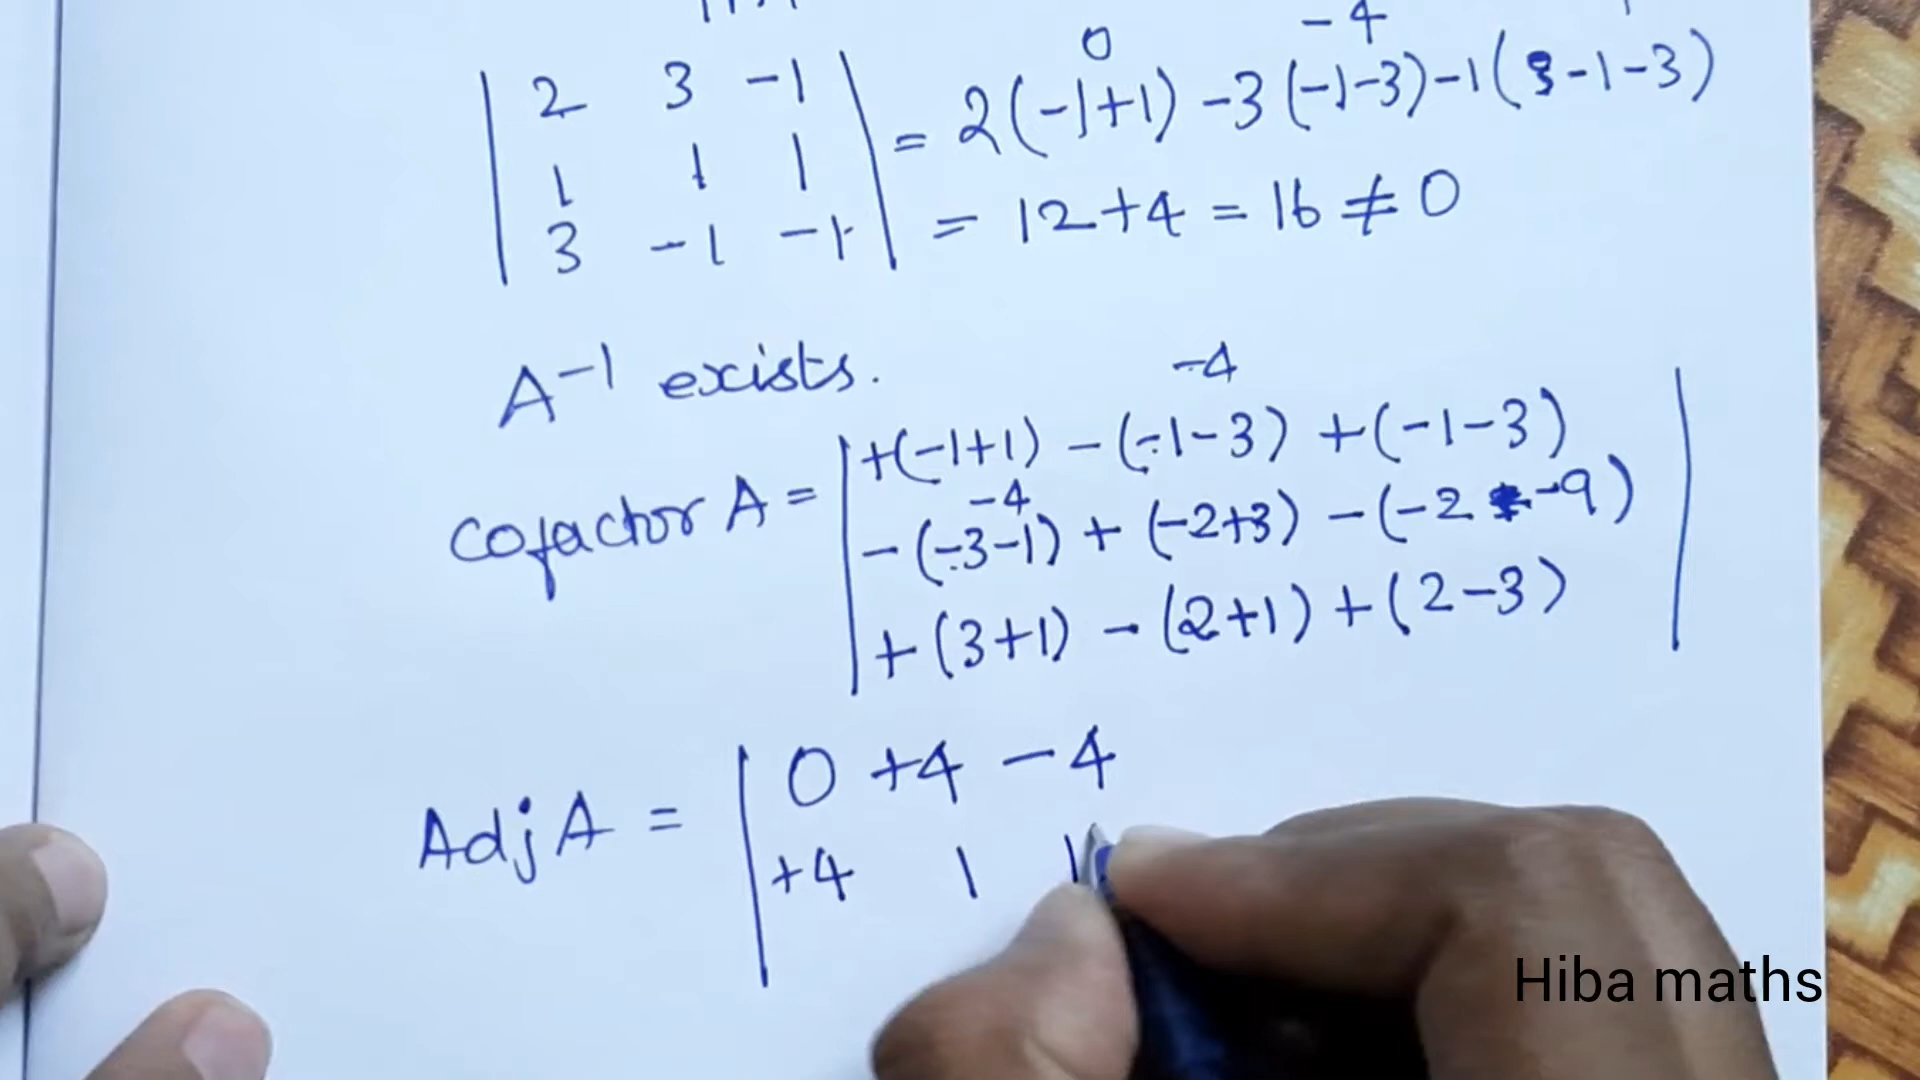 0 -4
| 2 3 -1 | = 2(-1+1) -3(-1-3) -1(-1-3)
| 1 1 1 |
| 3 -1 -1 | = 12+4 = 16 ≠ 0
A⁻¹ exists.
-4
| +(-1+1) -(-1-3) +(-1-3) |
cofactor A =
-4
| -(-3-1) +(-2+3) -(-2-9) |
| +(3+1) -(2+1) +(2-3) |
Adj A = | 0 +4 -4
| +4 1 1
Hiba maths